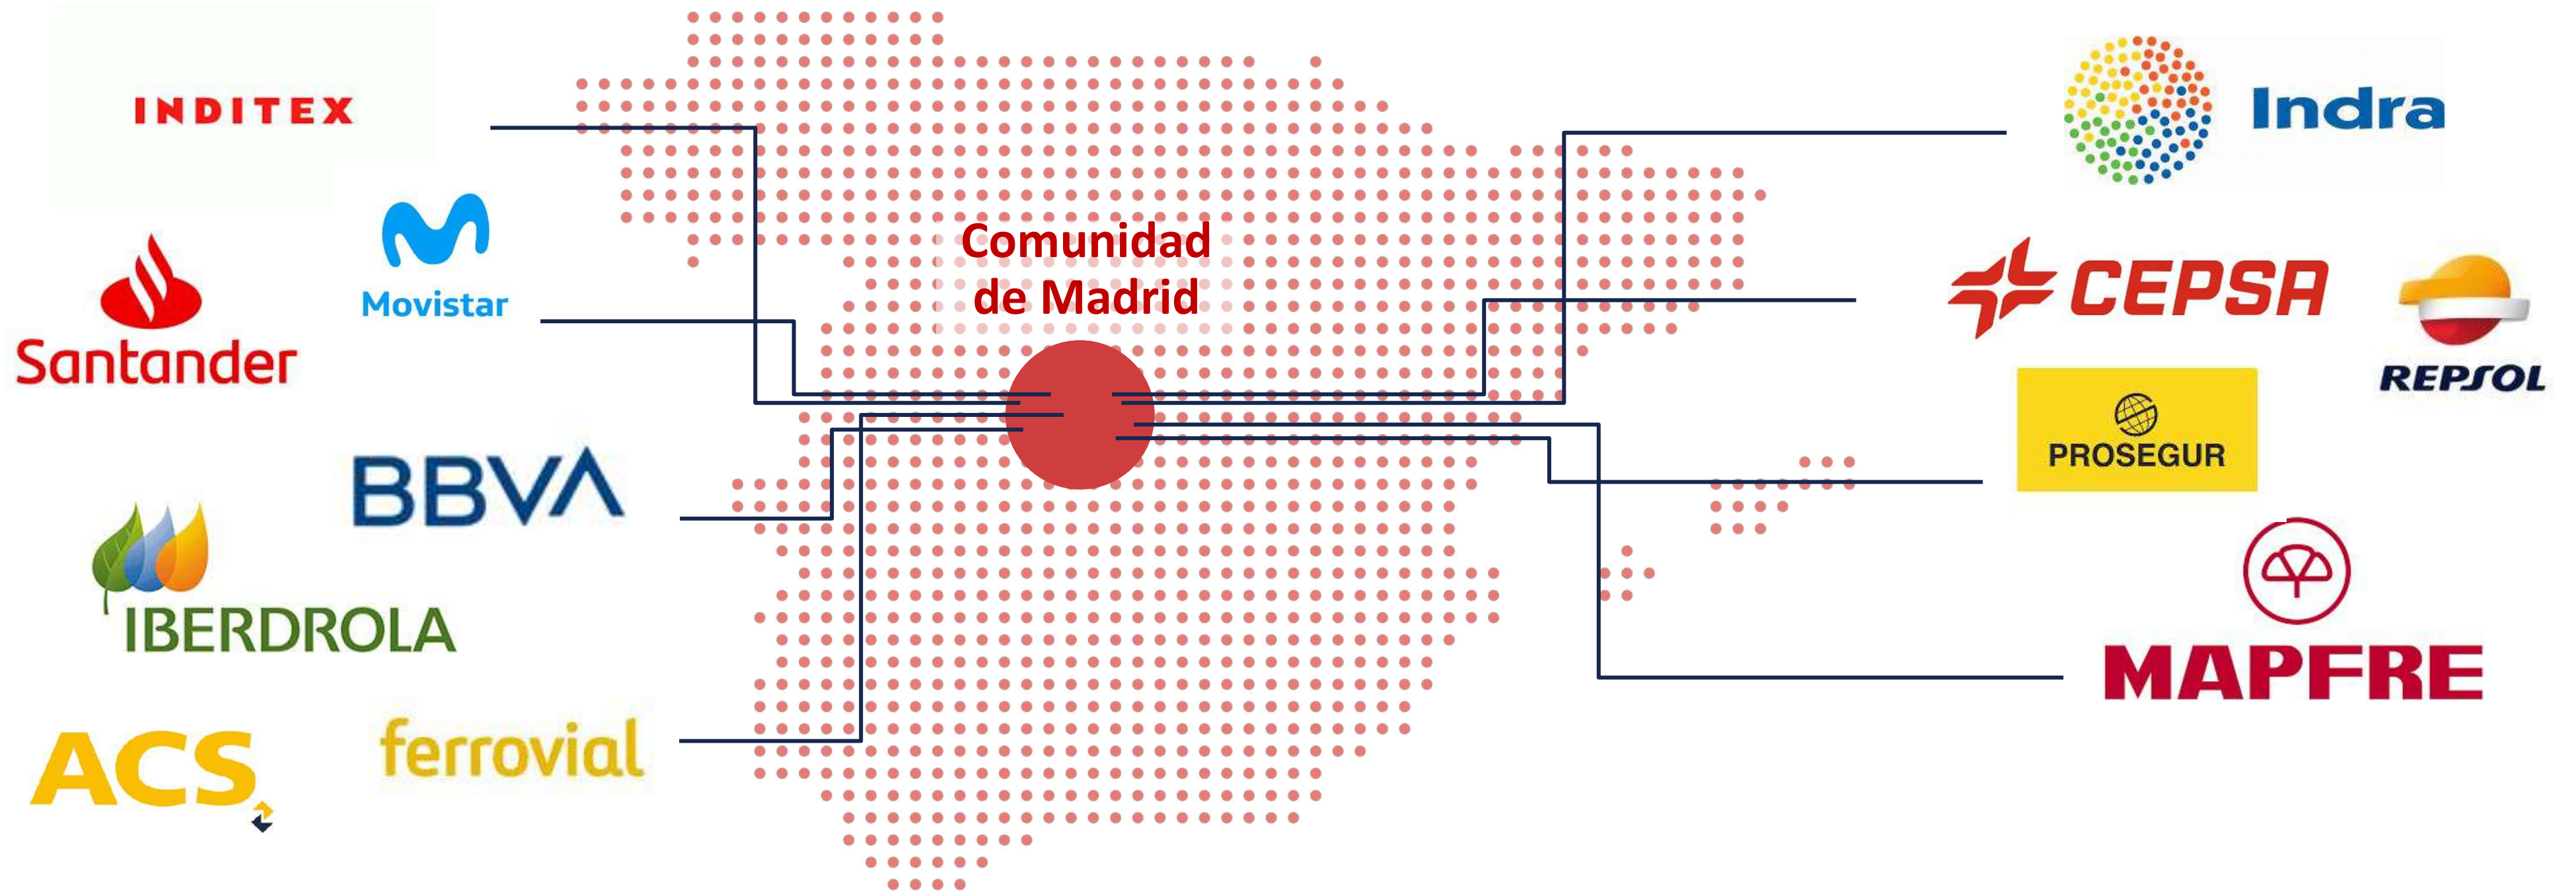 INDITEX
Movistar
Santander
BBVA
IBERDROLA
ACS
ferrovial
Comunidad
de Madrid
Indra
CEPSA
REPSOL
PROSEGUR
MAPFRE